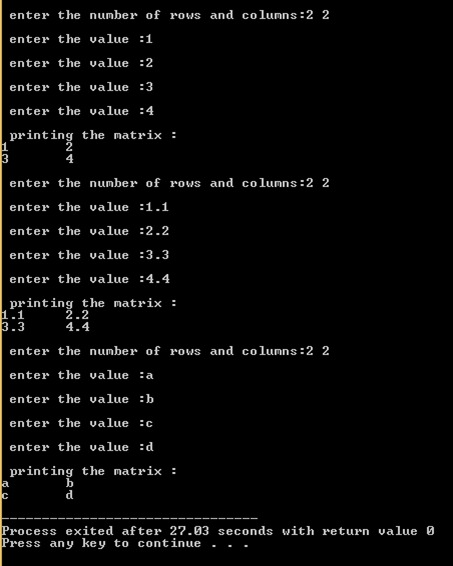 enter the number of rows and columns:2 2
enter the value :1
enter the value :2
enter the value :3
enter the value :4
printing the matrix :
1 2
3 4
enter the number of rows and columns:2 2
enter the value :1.1
enter the value :2.2
enter the value :3.3
enter the value :4.4
printing the matrix :
1.1 2.2
3.3 4.4
enter the number of rows and columns:2 2
enter the value :a
enter the value :b
enter the value :c
enter the value :d
printing the matrix :
a b
c d
--------------------------------
Process exited after 27.03 seconds with return value 0
Press any key to continue . . .